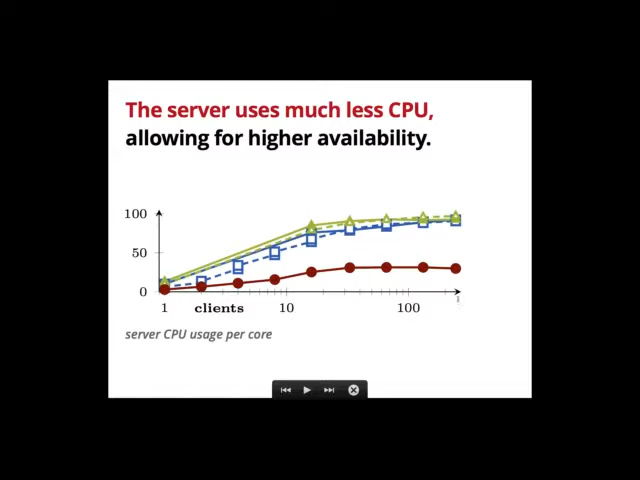 The server uses much less CPU,
allowing for higher availability.
100
50
0
1 clients 10 100
server CPU usage per core